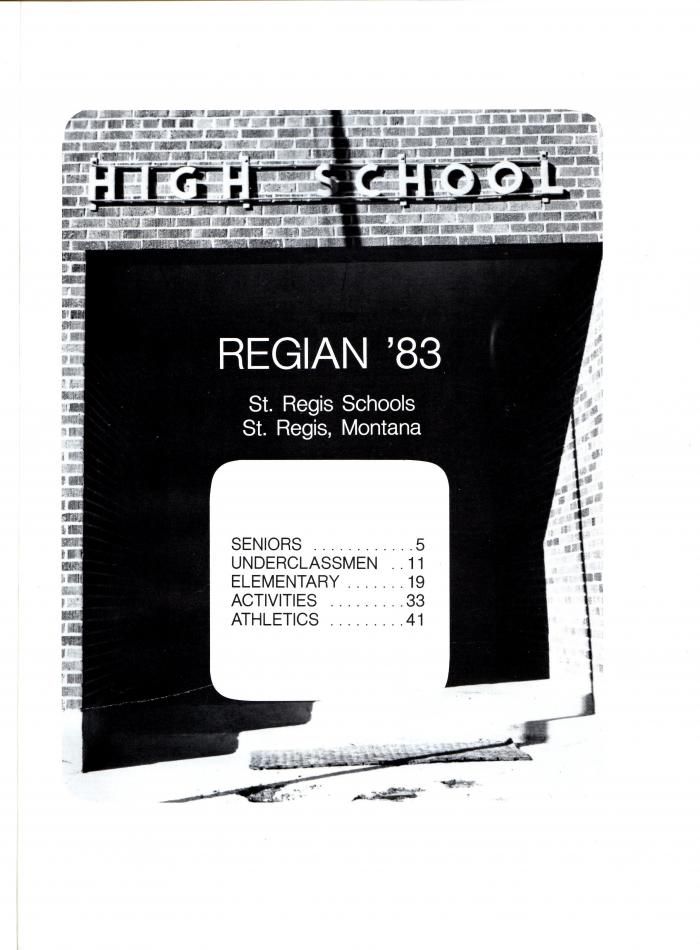 HIGH SCHOOL
REGIAN '83
St. Regis Schools
St. Regis, Montana
SENIORS ............5
UNDERCLASSMEN ..11
ELEMENTARY .......19
ACTIVITIES .........33
ATHLETICS .........41